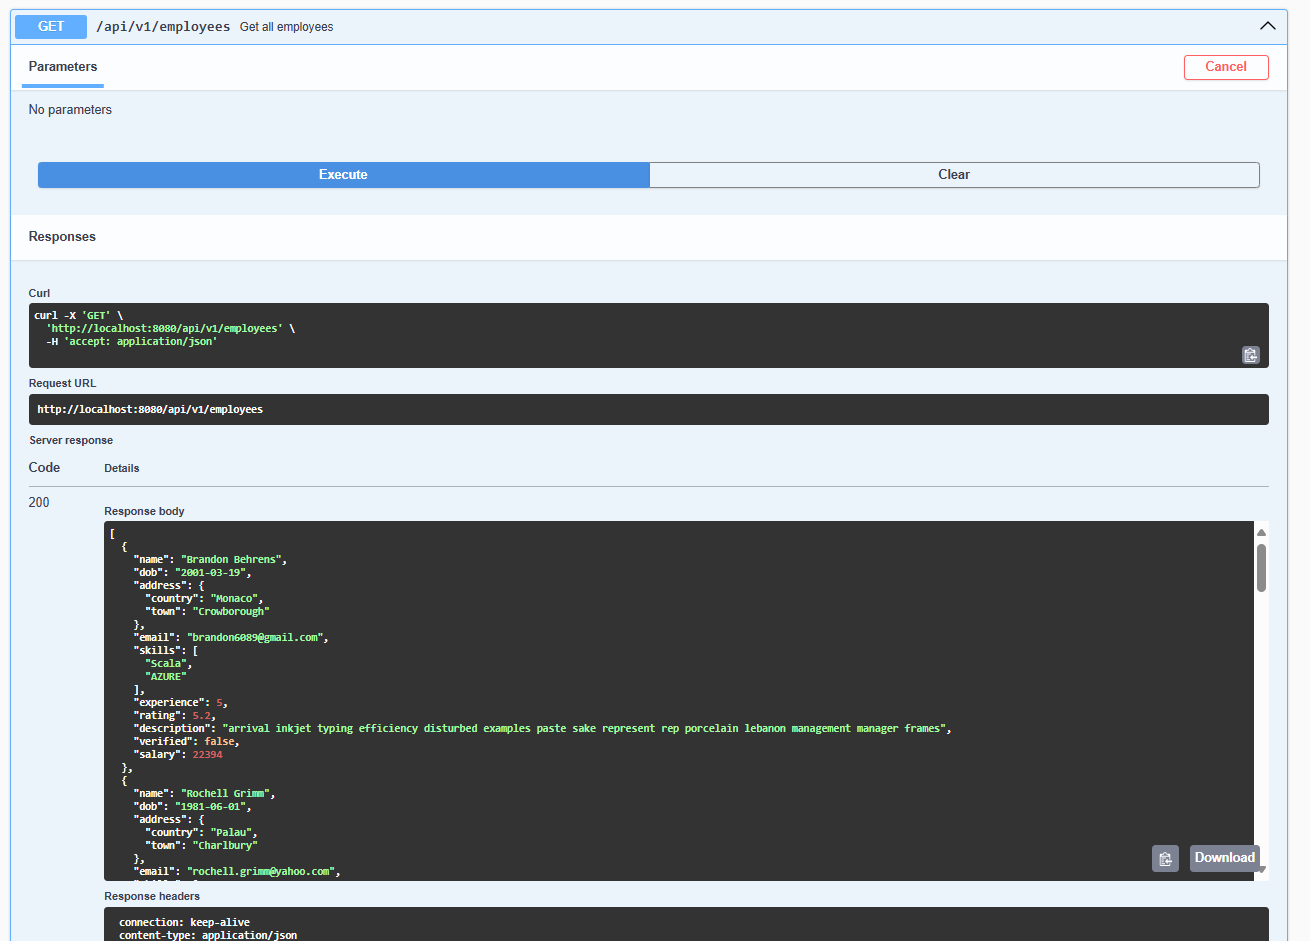 GET /api/v1/employees Get all employees
Parameters
Cancel
No parameters
Execute
Clear
Responses
Curl
curl -X 'GET' \
  'http://localhost:8080/api/v1/employees' \
  -H 'accept: application/json'
Request URL
http://localhost:8080/api/v1/employees
Server response
Code Details
200
Response body
[
  {
    "name": "Brandon Behrens",
    "dob": "2001-03-19",
    "address": {
      "country": "Monaco",
      "town": "Crowborough"
    },
    "email": "brandon6089@gmail.com",
    "skills": [
      "Scala",
      "AZURE"
    ],
    "experience": 5,
    "rating": 5.2,
    "description": "arrival inkjet typing efficiency disturbed examples paste sake represent rep porcelain lebanon management manager frames",
    "verified": false,
    "salary": 22394
  },
  {
    "name": "Rochell Grimm",
    "dob": "1981-06-01",
    "address": {
      "country": "Palau",
      "town": "Charlbury"
    },
    "email": "rochell.grimm@yahoo.com",
Download
Response headers
connection: keep-alive
content-type: application/json